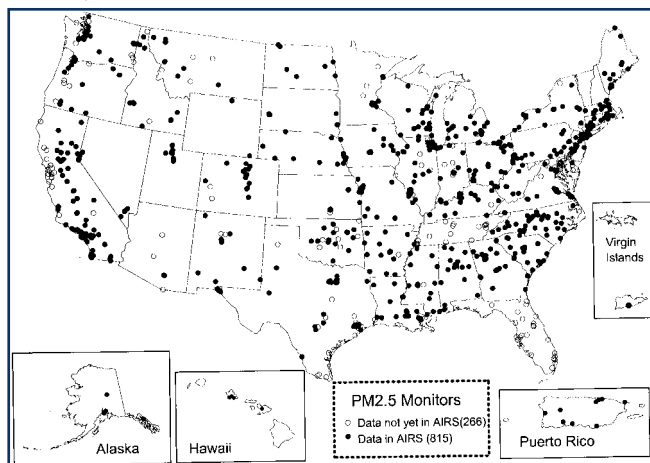 Virgin
Islands
PM2.5 Monitors
Data not yet in AIRS(266)
Data in AIRS (815)
Alaska
Hawaii
Puerto Rico